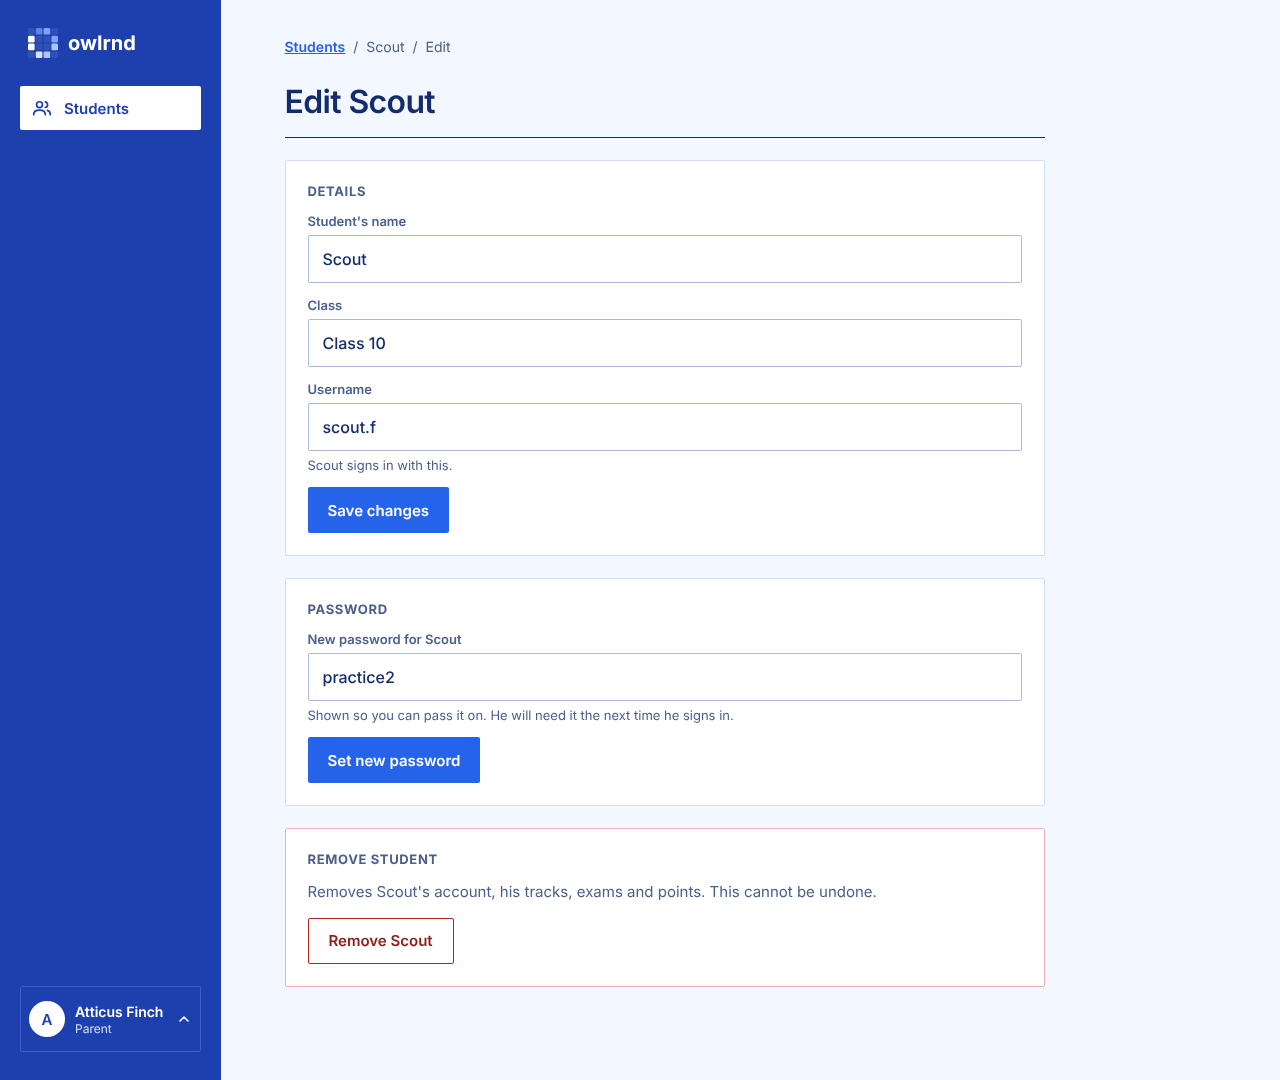 owlrnd
Students
Students / Scout / Edit
Edit Scout
DETAILS
Student's name
Scout
Class
Class 10
Username
scout.f
Scout signs in with this.
Save changes
PASSWORD
New password for Scout
practice2
Shown so you can pass it on. He will need it the next time he signs in.
Set new password
REMOVE STUDENT
Removes Scout's account, his tracks, exams and points. This cannot be undone.
Remove Scout
A
Atticus Finch
Parent